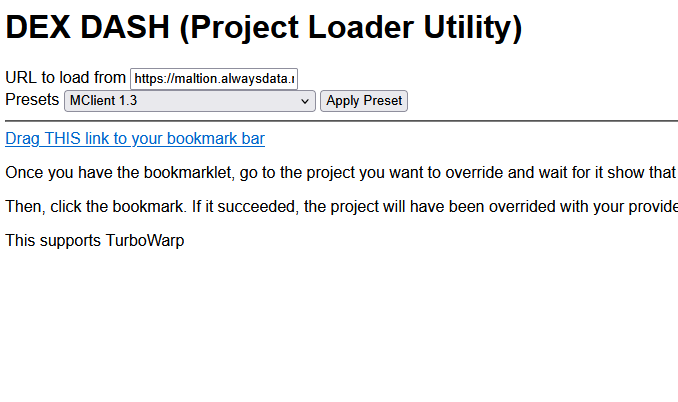 DEX DASH (Project Loader Utility)
URL to load from https://maltion.alwaysdata.
Presets MClient 1.3 Apply Preset
Drag THIS link to your bookmark bar
Once you have the bookmarklet, go to the project you want to override and wait for it show that
Then, click the bookmark. If it succeeded, the project will have been overrided with your provide
This supports TurboWarp